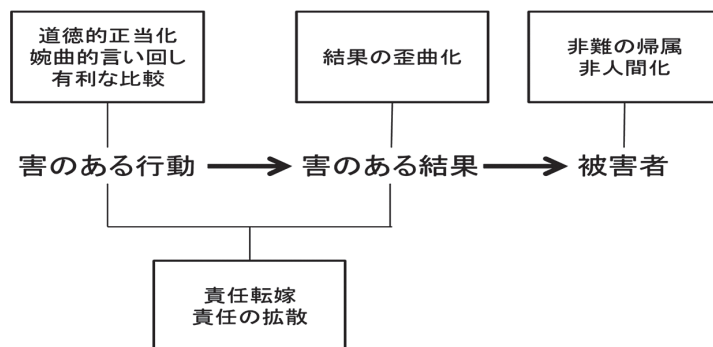 道徳的正当化
婉曲的言い回し
有利な比較
結果の歪曲化
非難の帰属
非人間化
害のある行動
害のある結果
被害者
責任転嫁
責任の拡散